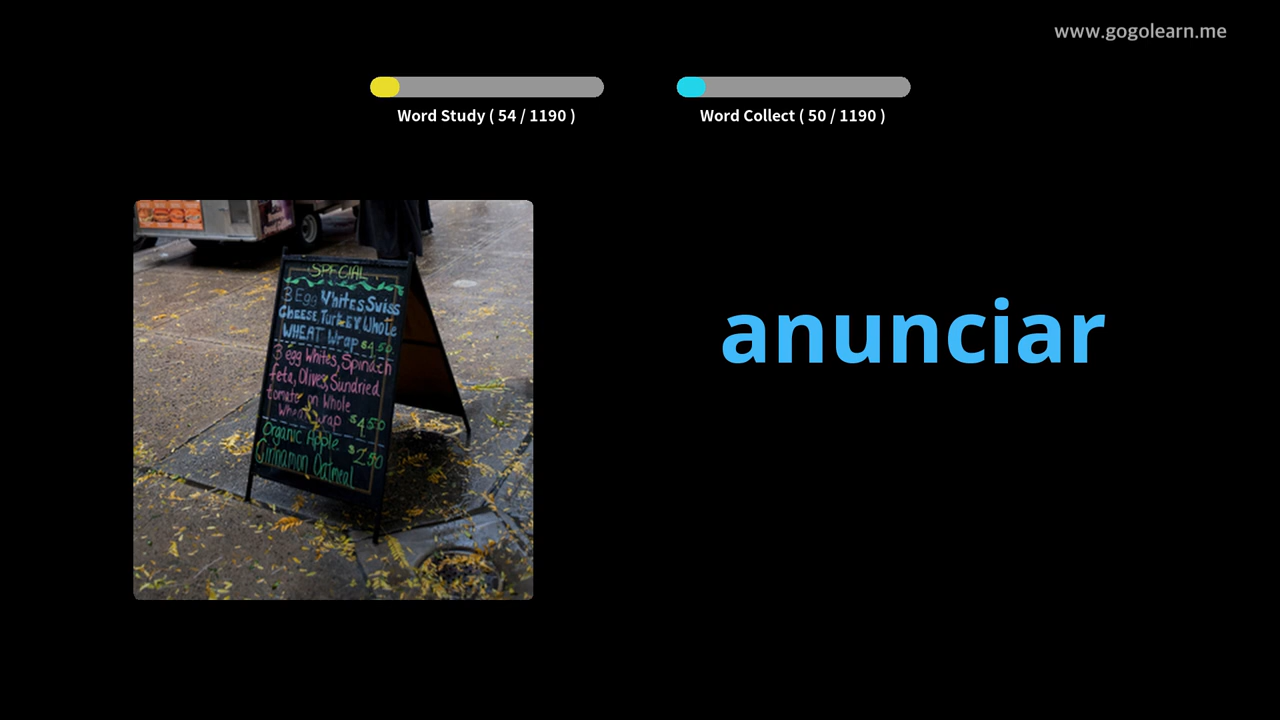 www.gogolearn.me
Word Study ( 54 / 1190 )
Word Collect ( 50 / 1190 )
SPECIAL
3 Egg Whites, Swiss
Cheese, Turkey Whole
WHEAT Wrap $4.50
3 egg Whites, Spinach
feta, Olives, Sundried
tomato on Whole
Wheat wrap $4.50
Organic Apple
Cinnamon Oatmeal $2.50
anunciar